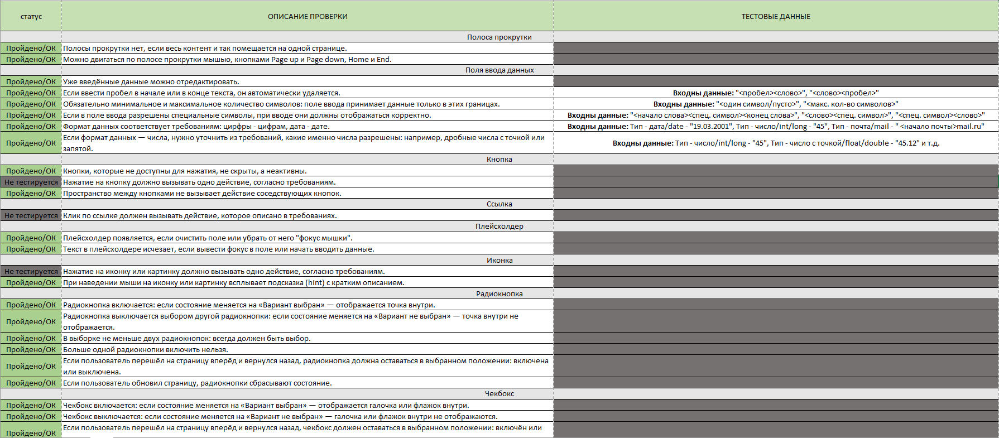 статус ОПИСАНИЕ ПРОВЕРКИ ТЕСТОВЫЕ ДАННЫЕ
Полоса прокрутки
Пройдено/ОК Полосы прокрутки нет, если весь контент и так помещается на одной странице.
Пройдено/ОК Можно двигаться по полосе прокрутки мышью, кнопками Page up и Page down, Home и End.
Поля ввода данных
Пройдено/ОК Уже введённые данные можно отредактировать.
Пройдено/ОК Если ввести пробел в начале или в конце текста, он автоматически удаляется. Входны данные: "<пробел><слово>", "<слово><пробел>"
Пройдено/ОК Обязательно минимальное и максимальное количество символов: поле ввода принимает данные только в этих границах. Входны данные: "<один символ/пусто>", "<макс. кол-во символов>"
Пройдено/ОК Если в поле ввода разрешены специальные символы, при вводе они должны отображаться корректно. Входны данные: "<начало слова><спец. символ><конец слова>", "<слово><спец. символ>", "<спец. символ><слово>"
Пройдено/ОК Формат данных соответствует требованиям: цирфры - цифрам, дата - дате. Входны данные: Тип - дата/date - "19.03.2001", Тип - число/int/long - "45", Тип - почта/mail - " <начало почты>mail.ru"
Пройдено/ОК Если формат данных — числа, нужно уточнить из требований, какие именно числа разрешены: например, дробные числа с точкой или
запятой. Входны данные: Тип - число/int/long - "45", Тип - число с точкой/float/double - "45.12" и т.д.
Кнопка
Пройдено/ОК Кнопки, которые не доступны для нажатия, не скрыты, а неактивны.
Не тестируется Нажатие на кнопку должно вызывать одно действие, согласно требованиям.
Пройдено/ОК Пространство между кнопками не вызывает действие соседствующих кнопок.
Ссылка
Не тестируется Клик по ссылке должен вызывать действие, которое описано в требованиях.
Плейсхолдер
Пройдено/ОК Плейсхолдер появляется, если очистить поле или убрать от него "фокус мышки".
Пройдено/ОК Текст в плейсхолдере исчезает, если вывести фокус в поле или начать вводить данные.
Иконка
Не тестируется Нажатие на иконку или картинку должно вызывать одно действие, согласно требованиям.
Пройдено/ОК При наведении мыши на иконку или картинку всплывает подсказка (hint) с кратким описанием.
Радиокнопка
Пройдено/ОК Радиокнопка включается: если состояние меняется на «Вариант выбран» — отображается точка внутри.
Пройдено/ОК Радиокнопка выключается выбором другой радиокнопки: если состояние меняется на «Вариант не выбран» — точка внутри не
отображается.
Пройдено/ОК В выборке не меньше двух радиокнопок: всегда должен быть выбор.
Пройдено/ОК Больше одной радиокнопки включить нельзя.
Пройдено/ОК Если пользователь перешёл на страницу вперёд и вернулся назад, радиокнопка должна оставаться в выбранном положении: включена
или выключена.
Пройдено/ОК Если пользователь обновил страницу, радиокнопки сбрасывают состояние.
Чекбокс
Пройдено/ОК Чекбокс включается: если состояние меняется на «Вариант выбран» — отображается галочка или флажок внутри.
Пройдено/ОК Чекбокс выключается: если состояние меняется на «Вариант не выбран» — галочка или флажок внутри не отображаются.
Пройдено/ОК Если пользователь перешёл на страницу вперёд и вернулся назад, чекбокс должен оставаться в выбранном положении: включён или